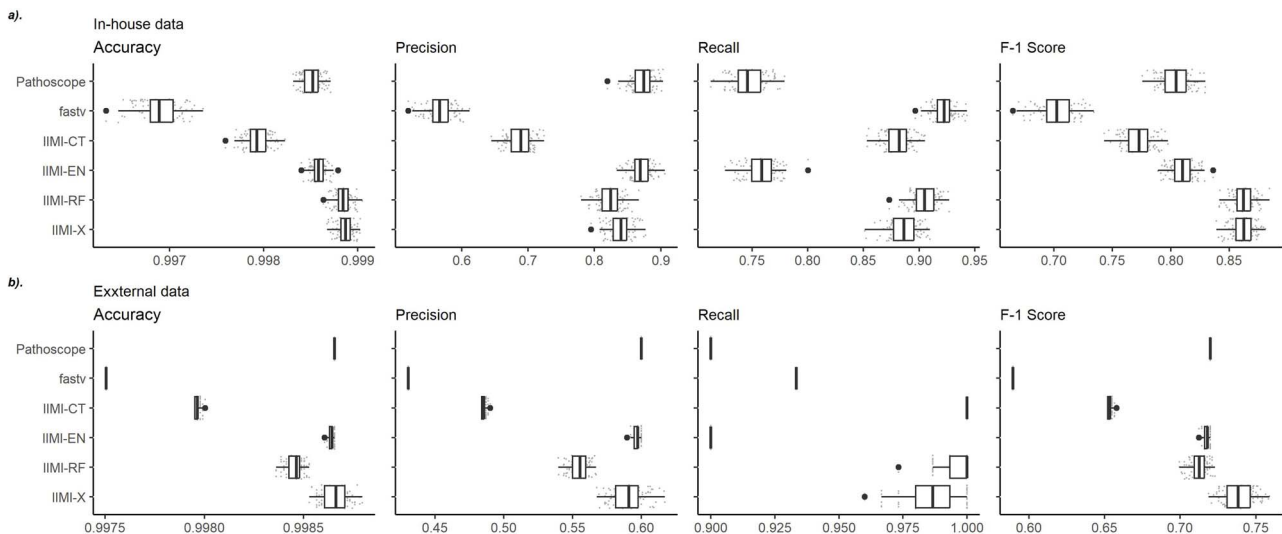 a).
In-house data
Accuracy Precision Recall F-1 Score
Pathoscope
fastv
IIMI-CT
IIMI-EN
IIMI-RF
IIMI-X
0.997 0.998 0.999 0.6 0.7 0.8 0.9 0.75 0.80 0.85 0.90 0.95 0.70 0.75 0.80 0.85
b).
Exxternal data
Accuracy Precision Recall F-1 Score
Pathoscope
fastv
IIMI-CT
IIMI-EN
IIMI-RF
IIMI-X
0.9975 0.9980 0.9985 0.45 0.50 0.55 0.60 0.900 0.925 0.950 0.975 1.000 0.60 0.65 0.70 0.75